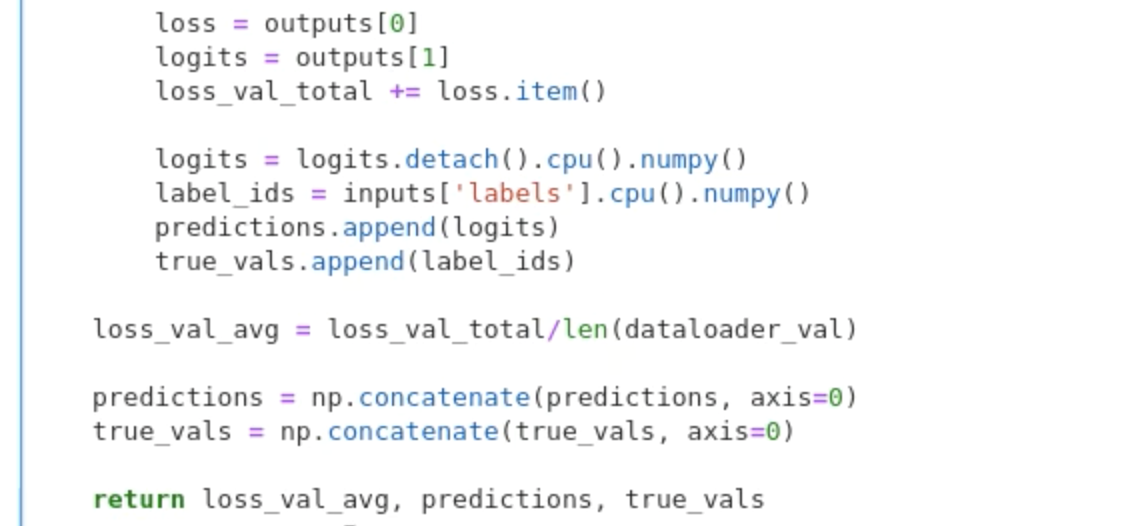 loss = outputs[0]
logits = outputs[1]
loss_val_total += loss.item()
logits = logits.detach().cpu().numpy()
label_ids = inputs['labels'].cpu().numpy()
predictions.append(logits)
true_vals.append(label_ids)
loss_val_avg = loss_val_total/len(dataloader_val)
predictions = np.concatenate(predictions, axis=0)
true_vals = np.concatenate(true_vals, axis=0)
return loss_val_avg, predictions, true_vals